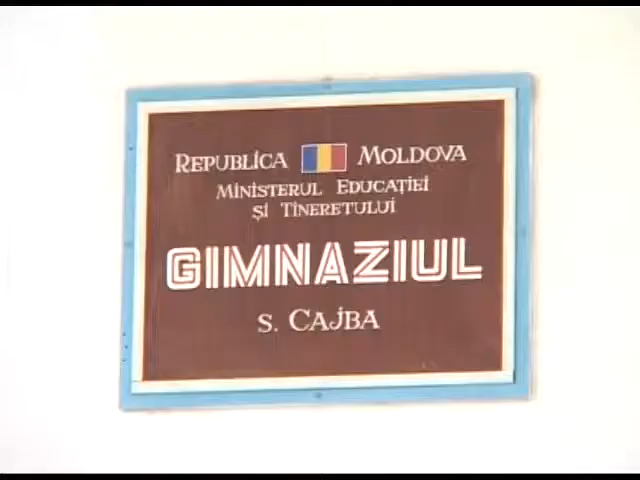 REPUBLICA MOLDOVA
MINISTERUL EDUCAȚIEI
ȘI TINERETULUI
GIMNAZIUL
S. CAJBA